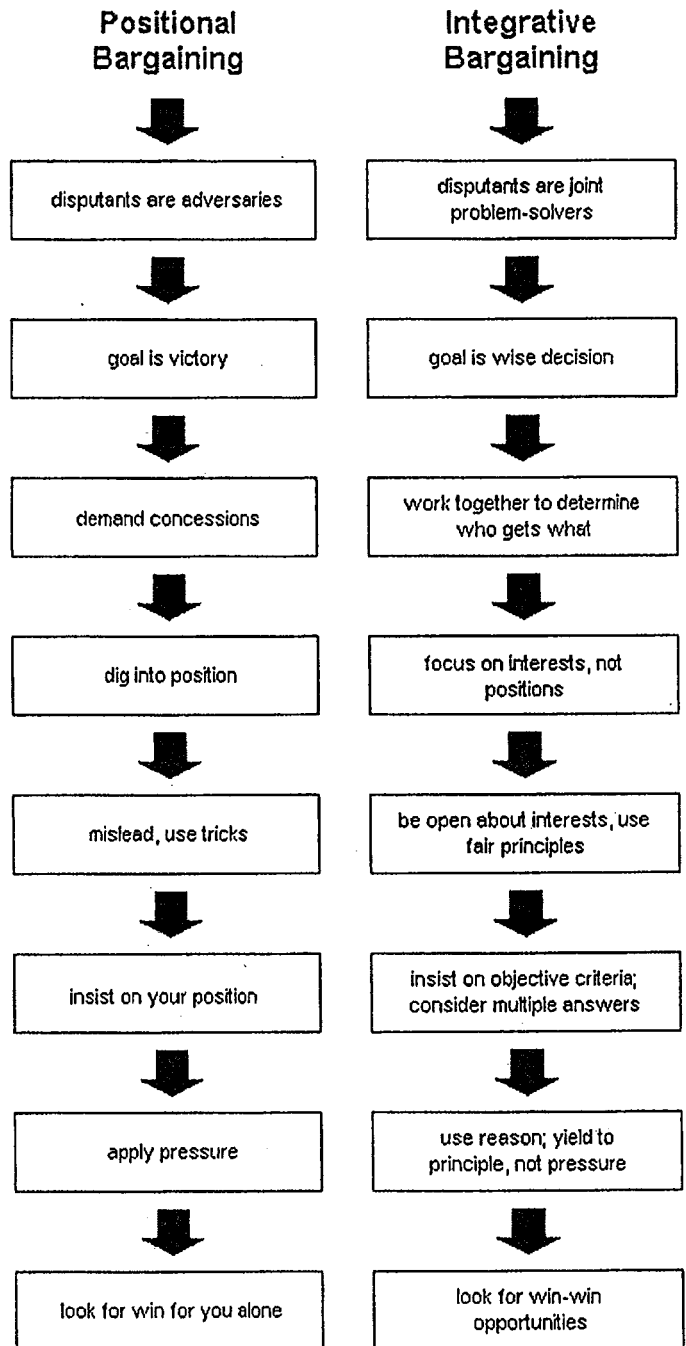 Positional
Bargaining
disputants are adversaries
goal is victory
demand concessions
dig into position
mislead, use tricks
insist on your position
apply pressure
look for win for you alone
Integrative
Bargaining
disputants are joint
problem-solvers
goal is wise decision
work together to determine
who gets what
focus on interests, not
positions
be open about interests, use
fair principles
insist on objective criteria;
consider multiple answers
use reason; yield to
principle, not pressure
look for win-win
opportunities